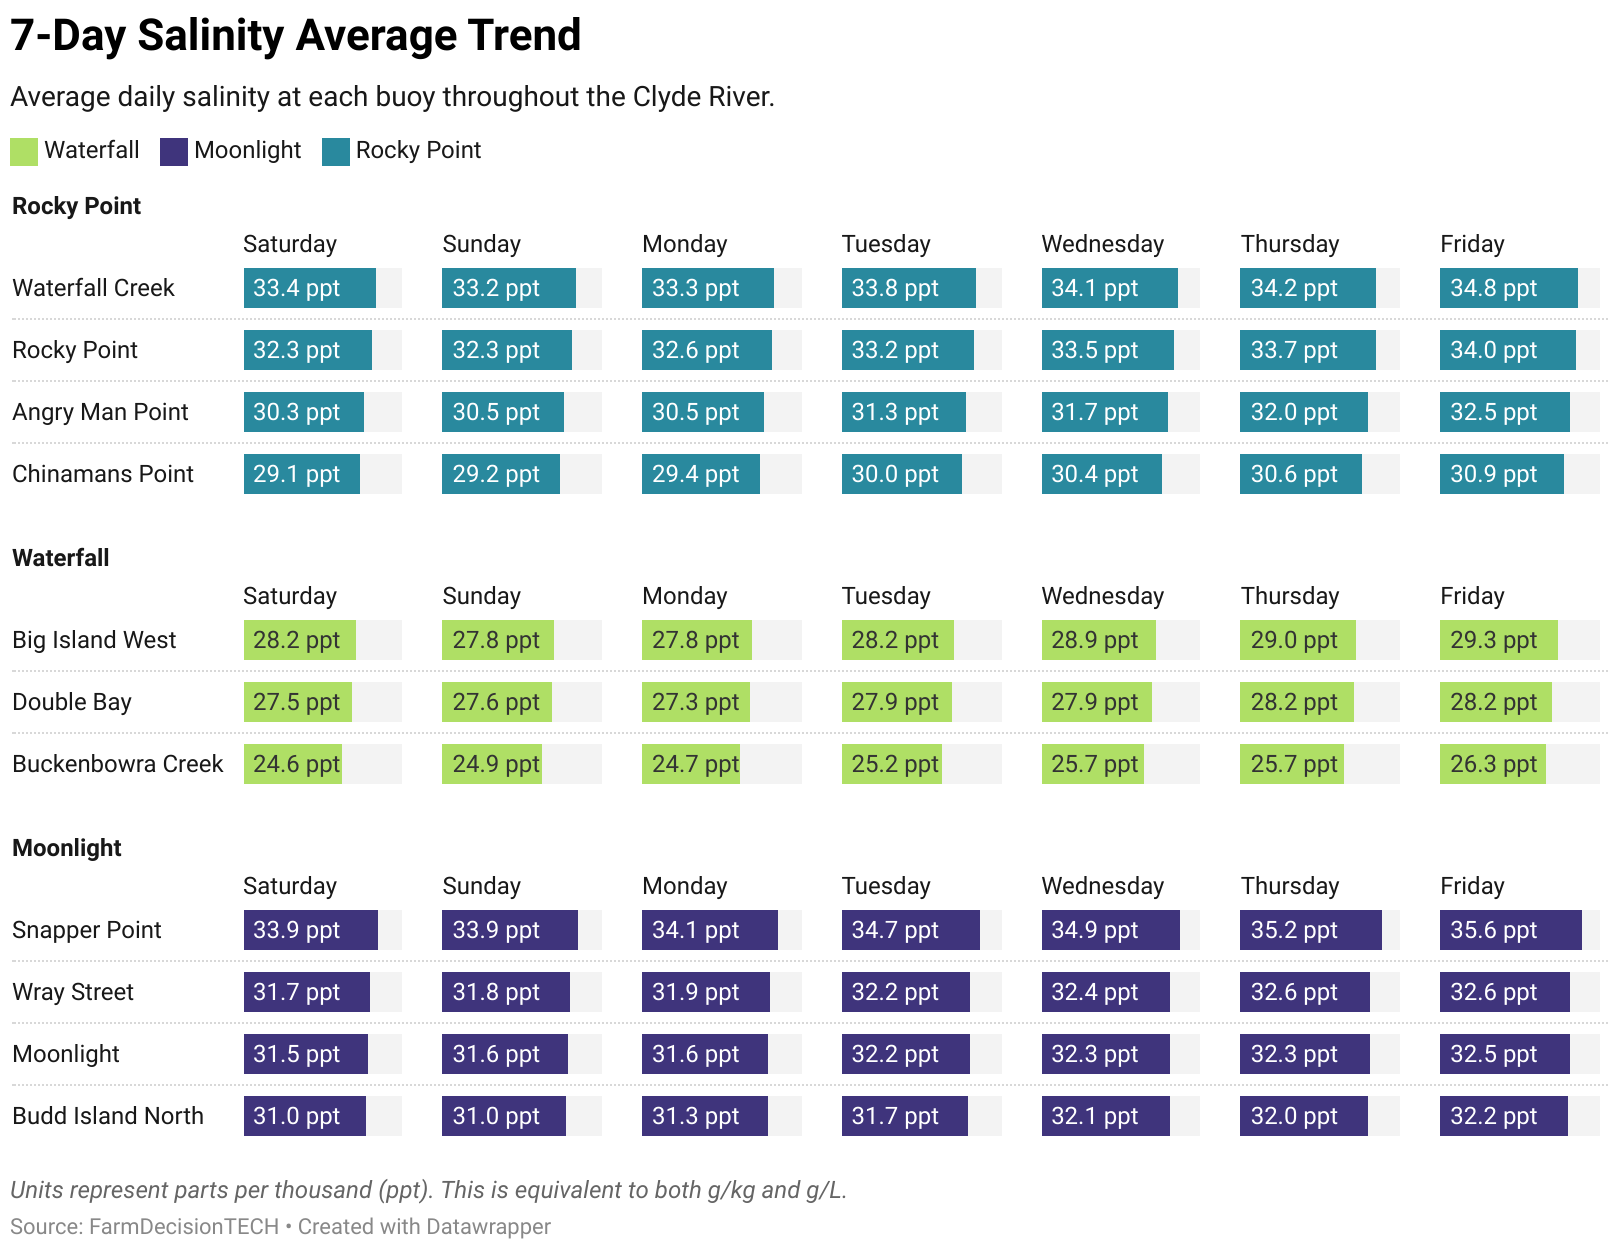 7-Day Salinity Average Trend
Average daily salinity at each buoy throughout the Clyde River.
Waterfall Moonlight Rocky Point
Rocky Point
Saturday Sunday Monday Tuesday Wednesday Thursday Friday
Waterfall Creek 33.4 ppt 33.2 ppt 33.3 ppt 33.8 ppt 34.1 ppt 34.2 ppt 34.8 ppt
Rocky Point 32.3 ppt 32.3 ppt 32.6 ppt 33.2 ppt 33.5 ppt 33.7 ppt 34.0 ppt
Angry Man Point 30.3 ppt 30.5 ppt 30.5 ppt 31.3 ppt 31.7 ppt 32.0 ppt 32.5 ppt
Chinamans Point 29.1 ppt 29.2 ppt 29.4 ppt 30.0 ppt 30.4 ppt 30.6 ppt 30.9 ppt
Waterfall
Saturday Sunday Monday Tuesday Wednesday Thursday Friday
Big Island West 28.2 ppt 27.8 ppt 27.8 ppt 28.2 ppt 28.9 ppt 29.0 ppt 29.3 ppt
Double Bay 27.5 ppt 27.6 ppt 27.3 ppt 27.9 ppt 27.9 ppt 28.2 ppt 28.2 ppt
Buckenbowra Creek 24.6 ppt 24.9 ppt 24.7 ppt 25.2 ppt 25.7 ppt 25.7 ppt 26.3 ppt
Moonlight
Saturday Sunday Monday Tuesday Wednesday Thursday Friday
Snapper Point 33.9 ppt 33.9 ppt 34.1 ppt 34.7 ppt 34.9 ppt 35.2 ppt 35.6 ppt
Wray Street 31.7 ppt 31.8 ppt 31.9 ppt 32.2 ppt 32.4 ppt 32.6 ppt 32.6 ppt
Moonlight 31.5 ppt 31.6 ppt 31.6 ppt 32.2 ppt 32.3 ppt 32.3 ppt 32.5 ppt
Budd Island North 31.0 ppt 31.0 ppt 31.3 ppt 31.7 ppt 32.1 ppt 32.0 ppt 32.2 ppt
Units represent parts per thousand (ppt). This is equivalent to both g/kg and g/L.
Source: FarmDecisionTECH • Created with Datawrapper